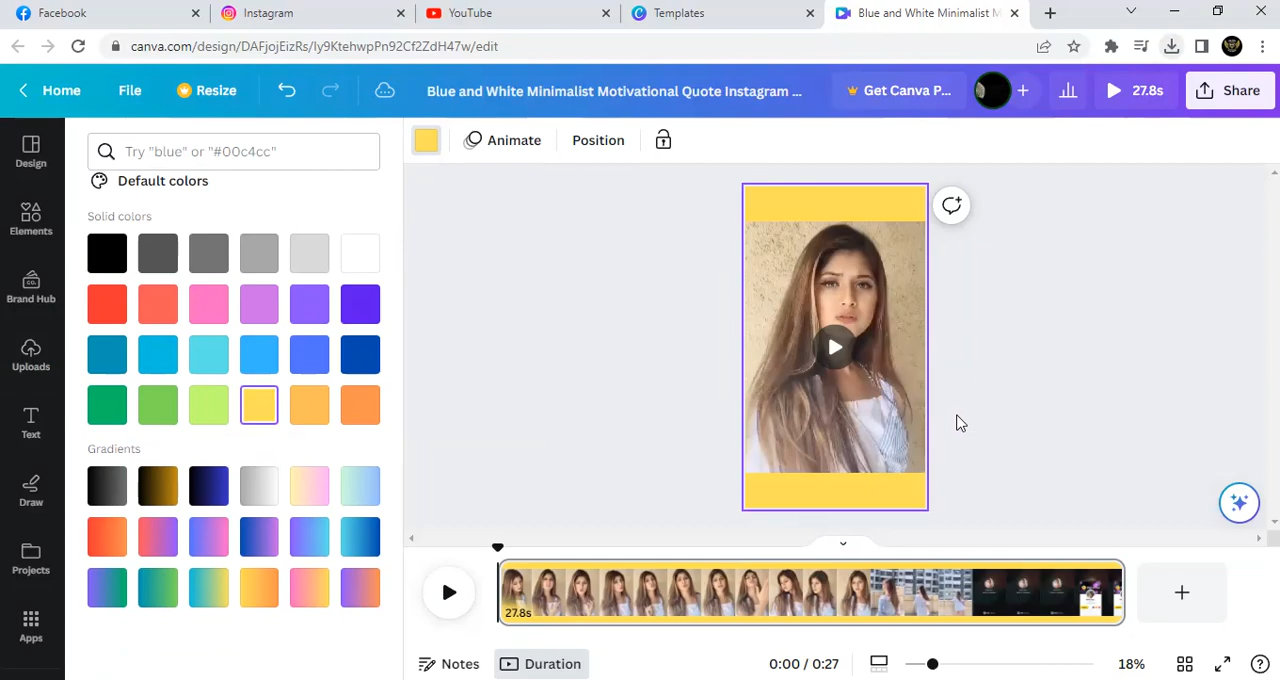 Facebook
Instagram
YouTube
Templates
Blue and White Minimalist M
canva.com/design/DAFjojEizRs/Iy9KtehwpPn92Cf2ZdH47w/edit
Home
File
Resize
Blue and White Minimalist Motivational Quote Instagram ...
Get Canva P...
27.8s
Share
Design
Elements
Brand Hub
Uploads
Text
Draw
Projects
Apps
Try "blue" or "#00c4cc"
Default colors
Solid colors
Gradients
Animate
Position
27.8s
Notes
Duration
0:00 / 0:27
18%